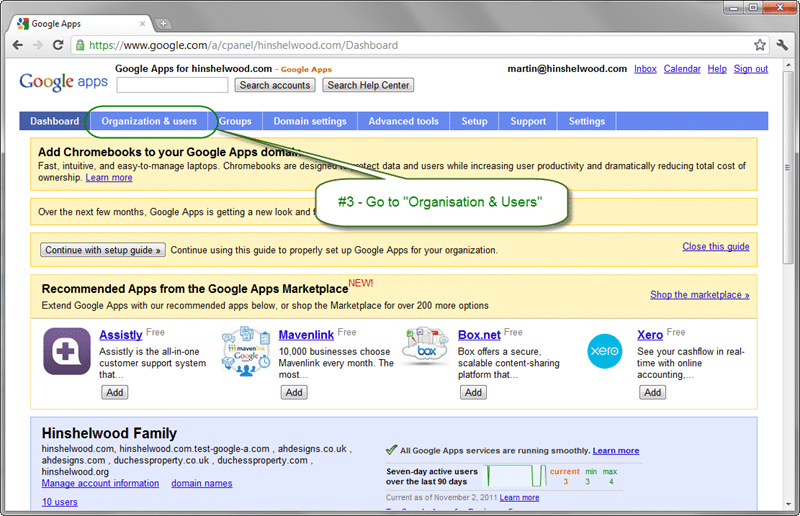 Google Apps
https://www.google.com/a/cpanel/hinshelwood.com/Dashboard
Google apps
Google Apps for hinshelwood.com - Google Apps
martin@hinshelwood.com Inbox Calendar Help Sign out
Search accounts Search Help Center
Dashboard Organization & users Groups Domain settings Advanced tools Setup Support Settings
Add Chromebooks to your Google Apps domain
Fast, intuitive, and easy-to-manage laptops. Chromebooks are designed to protect data and users while increasing user productivity and dramatically reducing total cost of
ownership. Learn more
#3 - Go to "Organisation & Users"
Over the next few months, Google Apps is getting a new look and
Continue with setup guide » Continue using this guide to properly set up Google Apps for your organization.
Close this guide
Recommended Apps from the Google Apps Marketplace NEW!
Extend Google Apps with our recommended apps below, or shop the Marketplace for over 200 more options
Shop the marketplace »
Assistly Free
Assistly is the all-in-one
customer support system
that...
Add
mavenlink
Google
Mavenlink Free
10,000 businesses choose
Mavenlink every month. The
most...
Add
box
Box.net Free
Box offers a secure,
scalable content-sharing
platform that...
Add
xero
Xero Free
See your cashflow in real-
time with online
accounting,...
Add
Hinshelwood Family
hinshelwood.com, hinshelwood.com.test-google-a.com , ahdesigns.co.uk ,
ahdesigns.com , duchessproperty.co.uk , duchessproperty.com ,
hinshelwood.org
Manage account information domain names
10 users
All Google Apps services are running smoothly. Learn more
Seven-day active users
over the last 90 days
current min max
3 3 4
Current as of November 2, 2011 Learn more